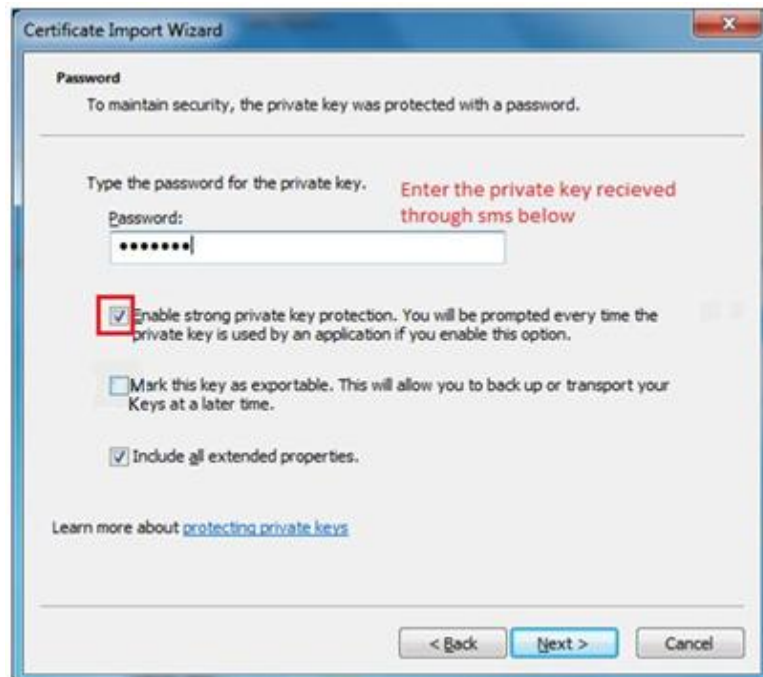 Certificate Import Wizard
Password
To maintain security, the private key was protected with a password.
Type the password for the private key.
Enter the private key recieved
through sms below
Password:
•••••••
Enable strong private key protection. You will be prompted every time the
private key is used by an application if you enable this option.
Mark this key as exportable. This will allow you to back up or transport your
Keys at a later time.
Include all extended properties.
Learn more about protecting private keys
< Back
Next >
Cancel